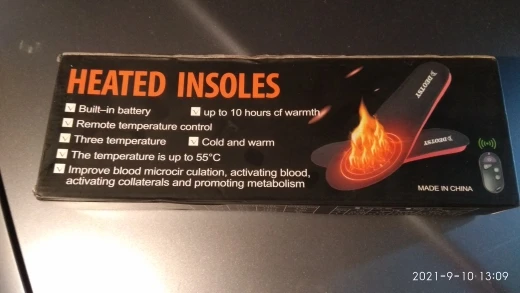 HEATED INSOLES
Built-in battery
up to 10 hours cf warmth
Remote temperature control
Three temperature
Cold and warm
The temperature is up to 55°C
Improve blood microcir culation, activating blood,
activating collaterals and promoting metabolism
MADE IN CHINA
2021-9-10 13:09